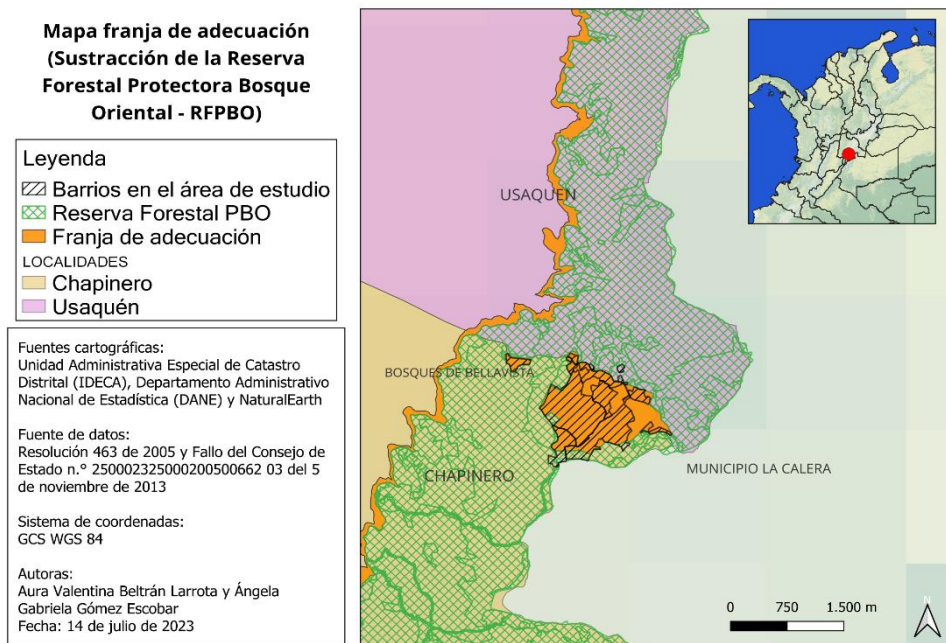 Mapa franja de adecuación
(Sustracción de la Reserva
Forestal Protectora Bosque
Oriental - RFPBO)
Leyenda
Barrios en el área de estudio
Reserva Forestal PBO
Franja de adecuación
LOCALIDADES
Chapinero
Usaquén
Fuentes cartográficas:
Unidad Administrativa Especial de Catastro
Distrital (IDECA), Departamento Administrativo
Nacional de Estadística (DANE) y NaturalEarth
Fuente de datos:
Resolución 463 de 2005 y Fallo del Consejo de
Estado n.° 250002325000200500662 03 del 5
de noviembre de 2013
Sistema de coordenadas:
GCS WGS 84
Autoras:
Aura Valentina Beltrán Larrota y Ángela
Gabriela Gómez Escobar
Fecha: 14 de julio de 2023
USAQUÉN
BOSQUES DE BELLAVISTA
CHAPINERO
MUNICIPIO LA CALERA
0 750 1.500 m
N